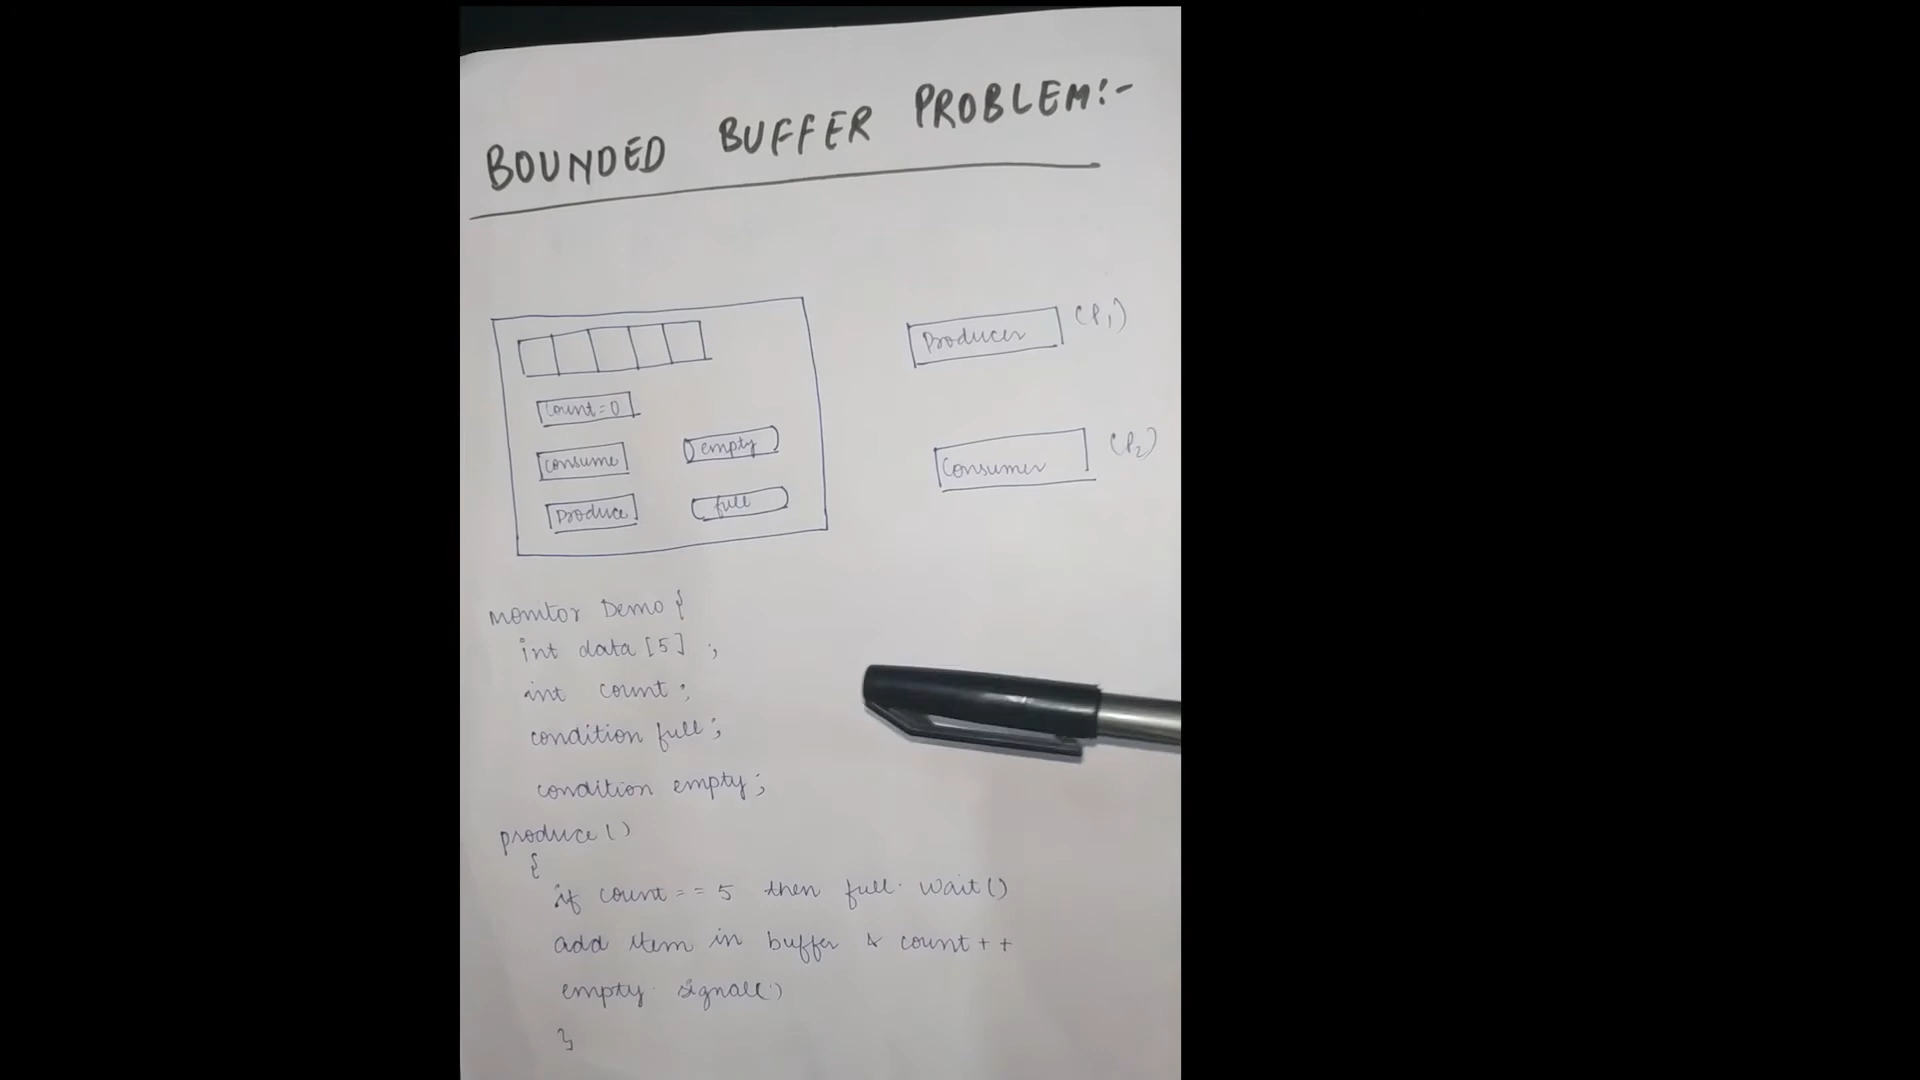 BOUNDED BUFFER PROBLEM:-
Producer (P1)
count=0
empty
Consumer (P2)
consume
full
Produce
monitor Demo {
int data [5] ;
int count ;
condition full ;
condition empty ;
produce ( )
{
if count = = 5 then full. wait ( )
add item in buffer & count + +
empty. signal ( )
}